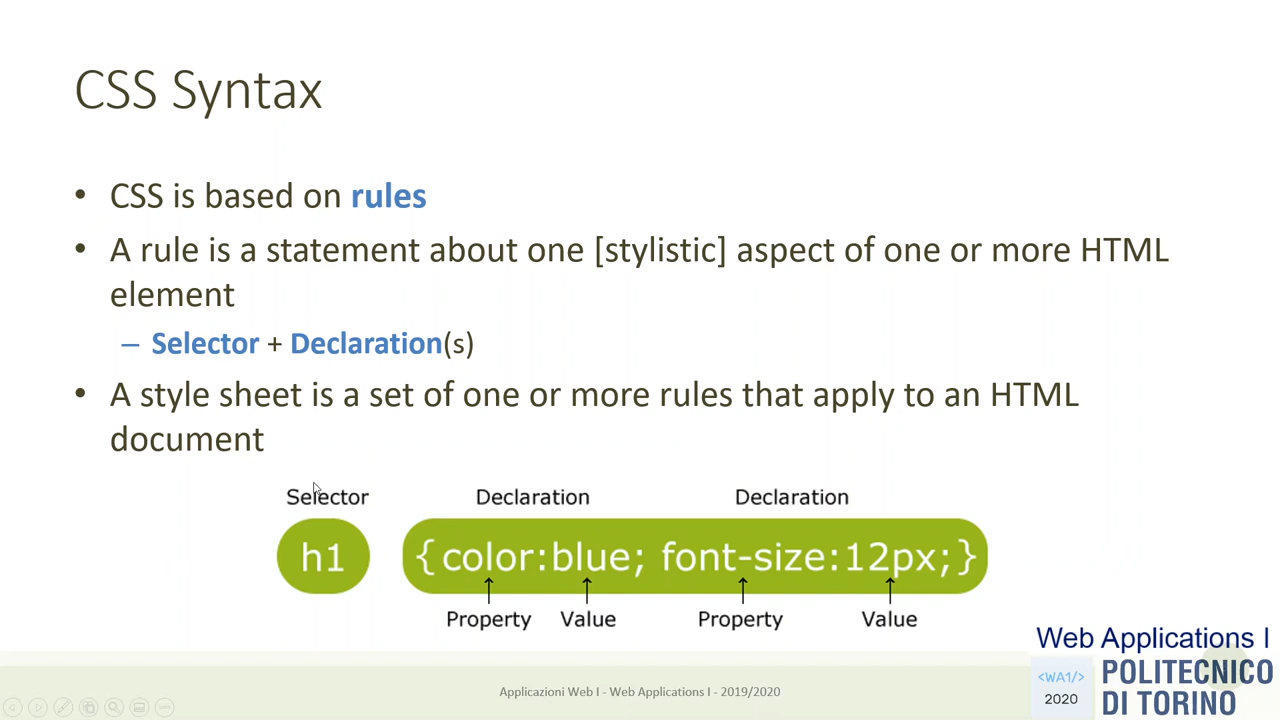 CSS Syntax
• CSS is based on rules
• A rule is a statement about one [stylistic] aspect of one or more HTML
element
– Selector + Declaration(s)
• A style sheet is a set of one or more rules that apply to an HTML
document
Selector Declaration Declaration
h1 {color:blue; font-size:12px;}
Property Value Property Value
Web Applications I
<WA1/>
2020
POLITECNICO
DI TORINO
Applicazioni Web I - Web Applications I - 2019/2020